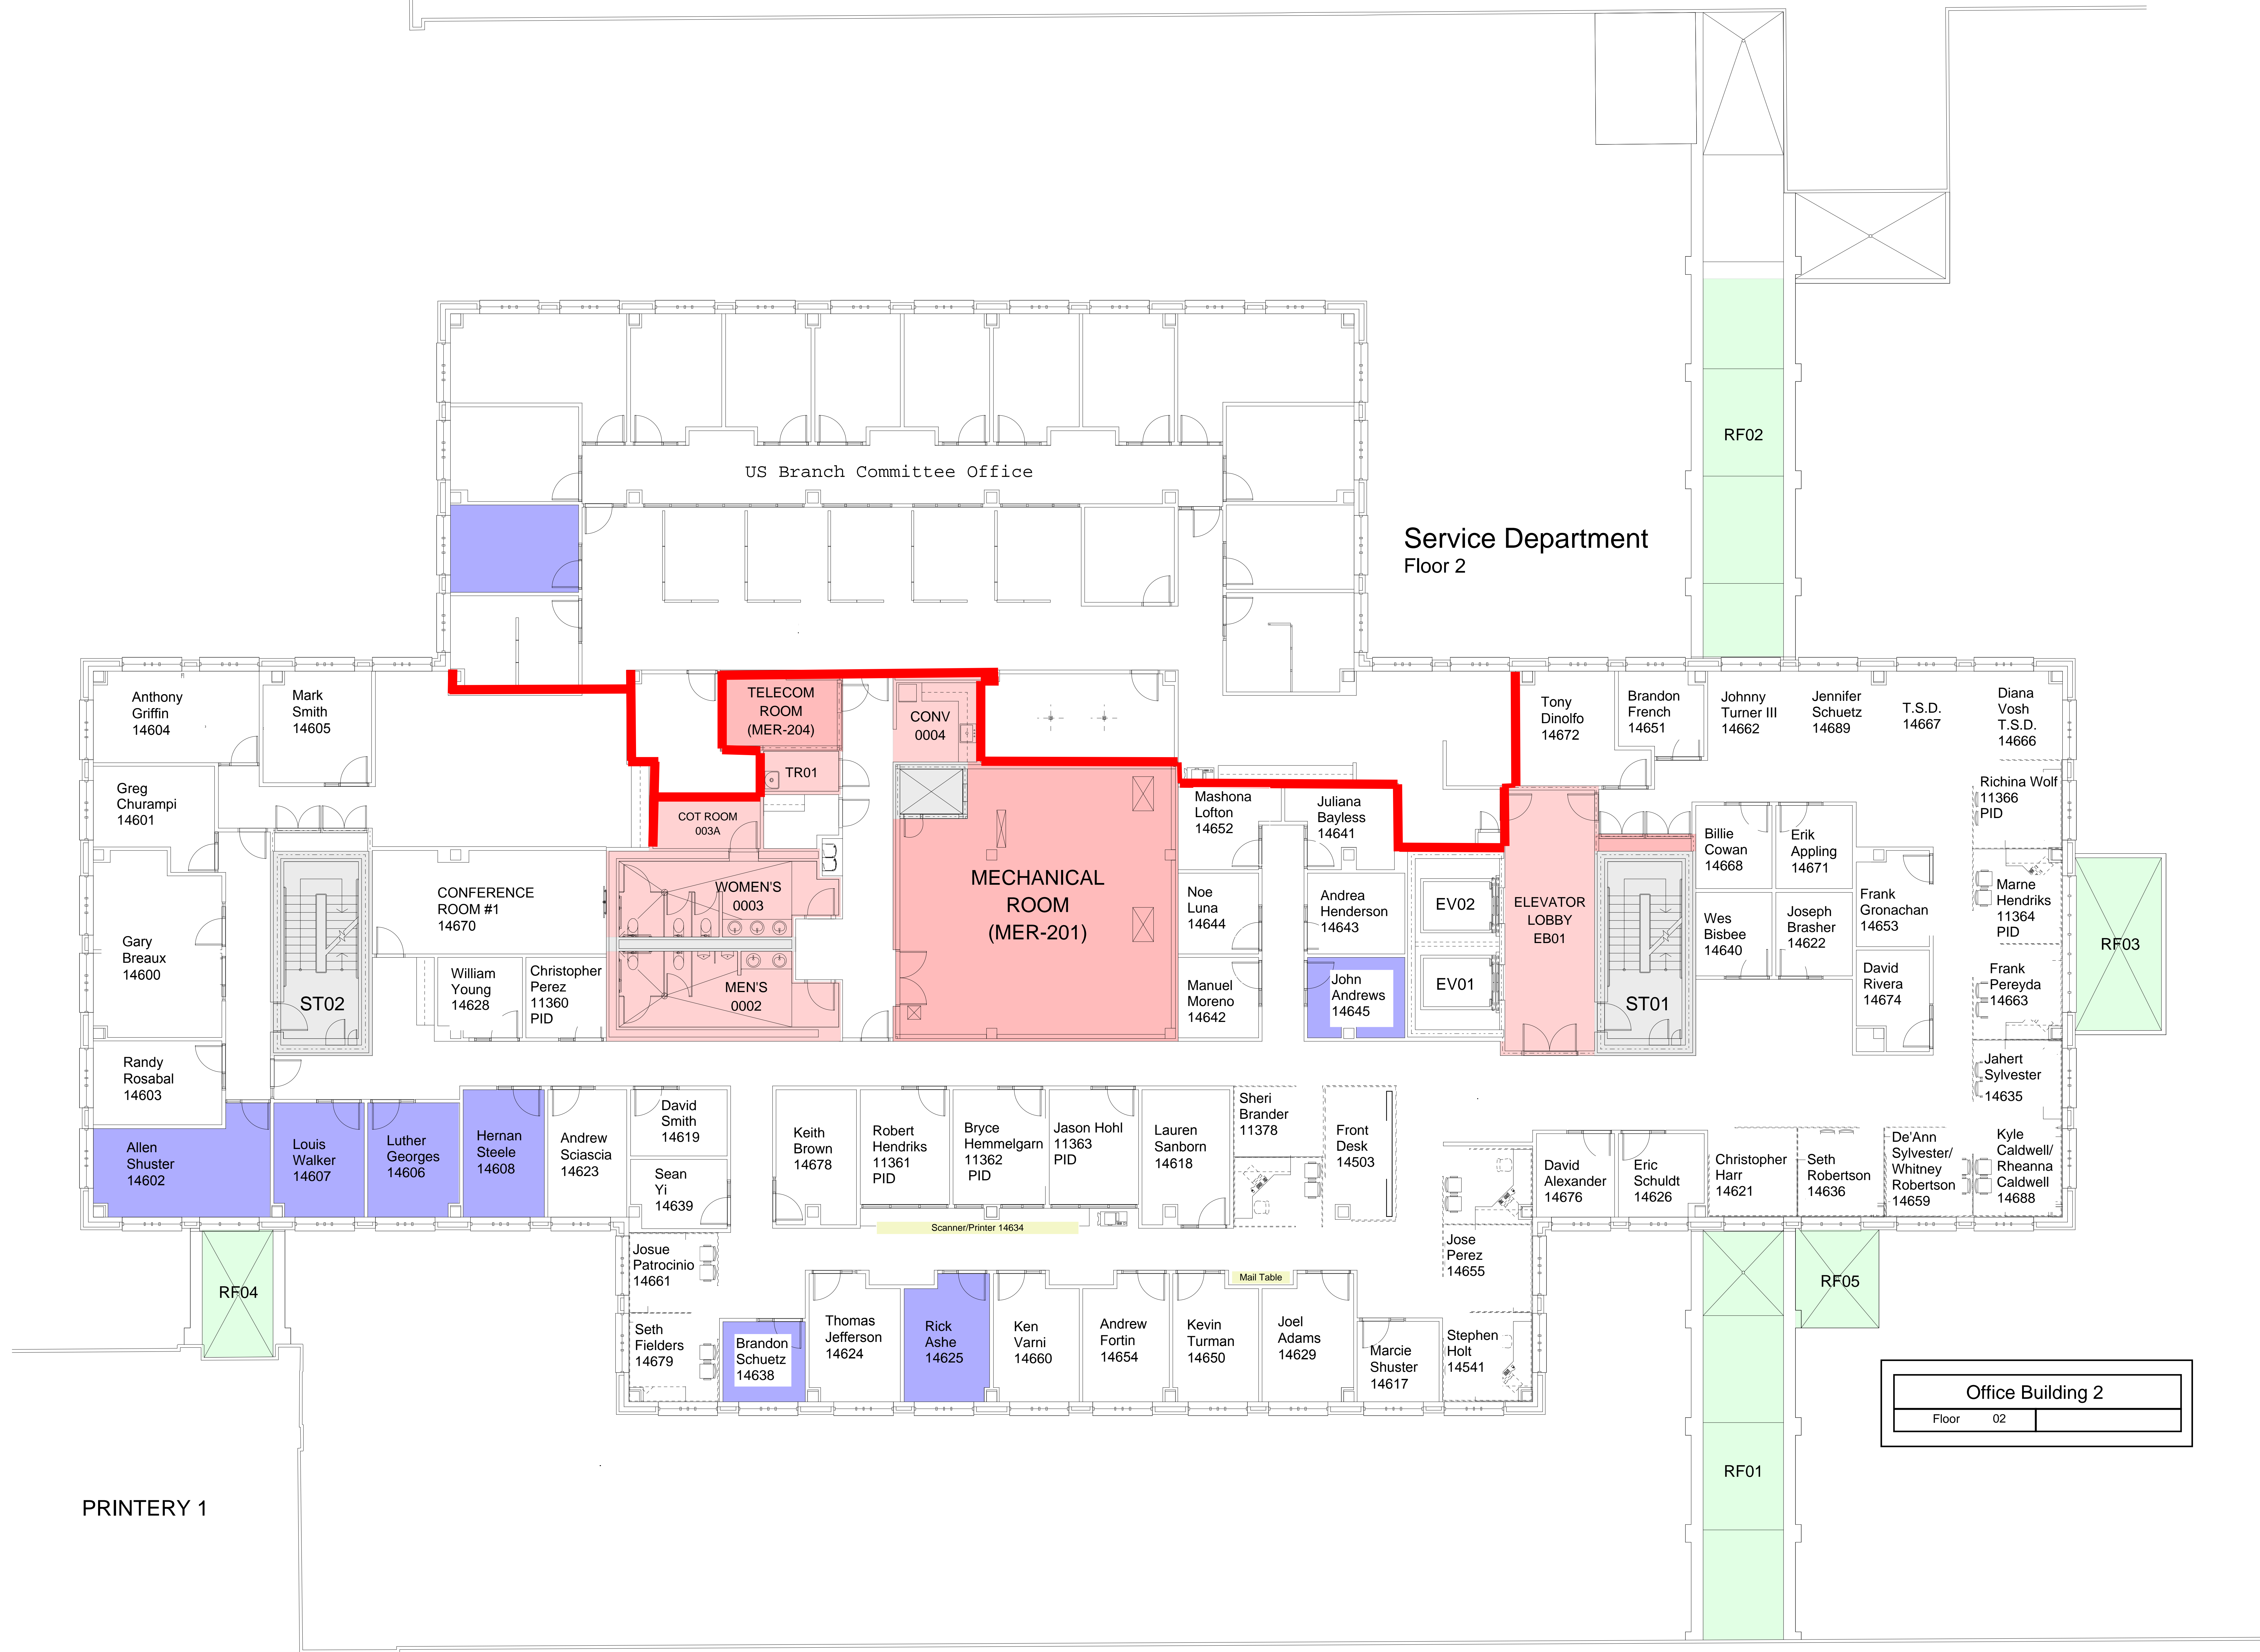 US Branch Committee Office
RF02
Service Department
Floor 2
Anthony
Griffin
14604
Mark
Smith
14605
TELECOM
ROOM
(MER-204)
CONV
0004
TR01
COT ROOM
003A
Tony
Dinolfo
14672
Brandon
French
14651
Johnny
Turner III
14662
Jennifer
Schuetz
14689
T.S.D.
14667
Diana
Vosh
T.S.D.
14666
Greg
Churampi
14601
Mashona
Lofton
14652
Juliana
Bayless
14641
Richina Wolf
11366
PID
Billie
Cowan
14668
Erik
Appling
14671
Gary
Breaux
14600
ST02
CONFERENCE
ROOM #1
14670
WOMEN'S
0003
MEN'S
0002
MECHANICAL
ROOM
(MER-201)
Noe
Luna
14644
Andrea
Henderson
14643
EV02
EV01
ELEVATOR
LOBBY
EB01
ST01
Wes
Bisbee
14640
Joseph
Brasher
14622
Frank
Gronachan
14653
Marne
Hendriks
11364
PID
RF03
William
Young
14628
Christopher
Perez
11360
PID
Manuel
Moreno
14642
John
Andrews
14645
David
Rivera
14674
Frank
Pereyda
14663
Randy
Rosabal
14603
Jahert
Sylvester
14635
Allen
Shuster
14602
Louis
Walker
14607
Luther
Georges
14606
Hernan
Steele
14608
Andrew
Sciascia
14623
David
Smith
14619
Sean
Yi
14639
Keith
Brown
14678
Robert
Hendriks
11361
PID
Bryce
Hemmelgarn
11362
PID
Jason Hohl
11363
PID
Lauren
Sanborn
14618
Sheri
Brander
11378
Front
Desk
14503
David
Alexander
14676
Eric
Schuldt
14626
Christopher
Harr
14621
Seth
Robertson
14636
De'Ann
Sylvester/
Whitney
Robertson
14659
Kyle
Caldwell/
Rheanna
Caldwell
14688
Scanner/Printer 14634
Josue
Patrocinio
14661
Mail Table
Jose
Perez
14655
RF04
RF05
Seth
Fielders
14679
Brandon
Schuetz
14638
Thomas
Jefferson
14624
Rick
Ashe
14625
Ken
Varni
14660
Andrew
Fortin
14654
Kevin
Turman
14650
Joel
Adams
14629
Marcie
Shuster
14617
Stephen
Holt
14541
Office Building 2
Floor 02
RF01
PRINTERY 1